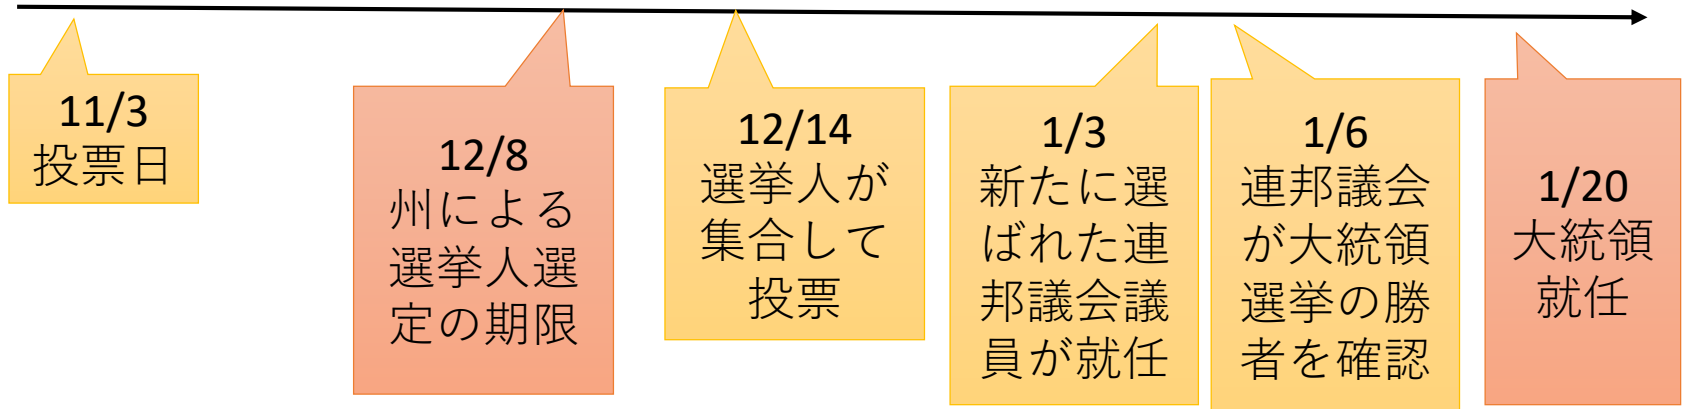 11/3
投票日
12/8
州による
選挙人選
定の期限
12/14
選挙人が
集合して
投票
1/3
新たに選
ばれた連
邦議会議
員が就任
1/6
連邦議会
が大統領
選挙の勝
者を確認
1/20
大統領
就任